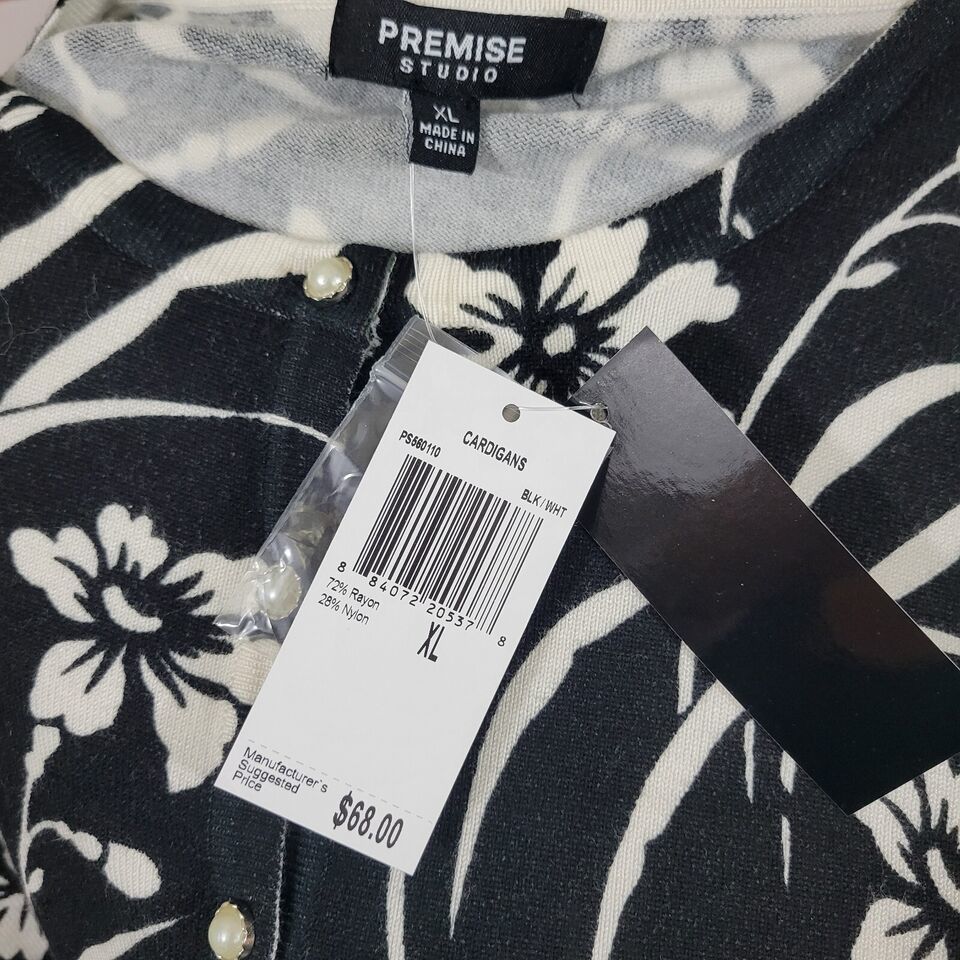 PREMISE
STUDIO
XL
MADE IN
CHINA
PS560110
CARDIGANS
BLK/WHT
8 84072 20537 8
72% Rayon
28% Nylon
XL
Manufacturer's
Suggested
Price
$68.00